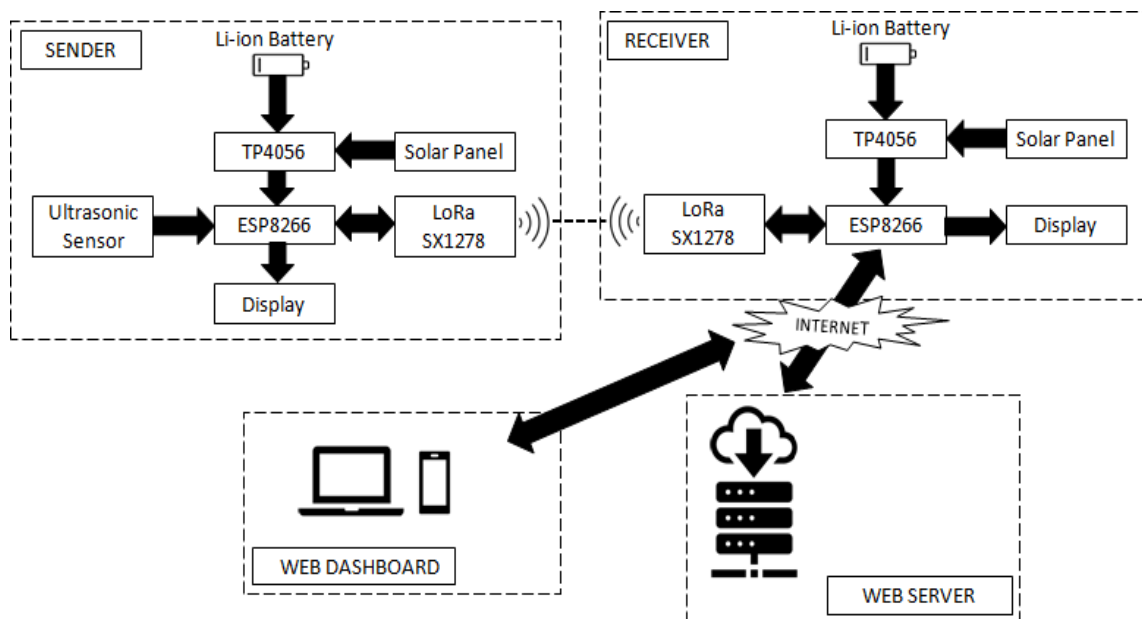 SENDER
Li-ion Battery
TP4056
Solar Panel
Ultrasonic
Sensor
ESP8266
LoRa
SX1278
Display
RECEIVER
Li-ion Battery
TP4056
Solar Panel
LoRa
SX1278
ESP8266
Display
INTERNET
WEB DASHBOARD
WEB SERVER